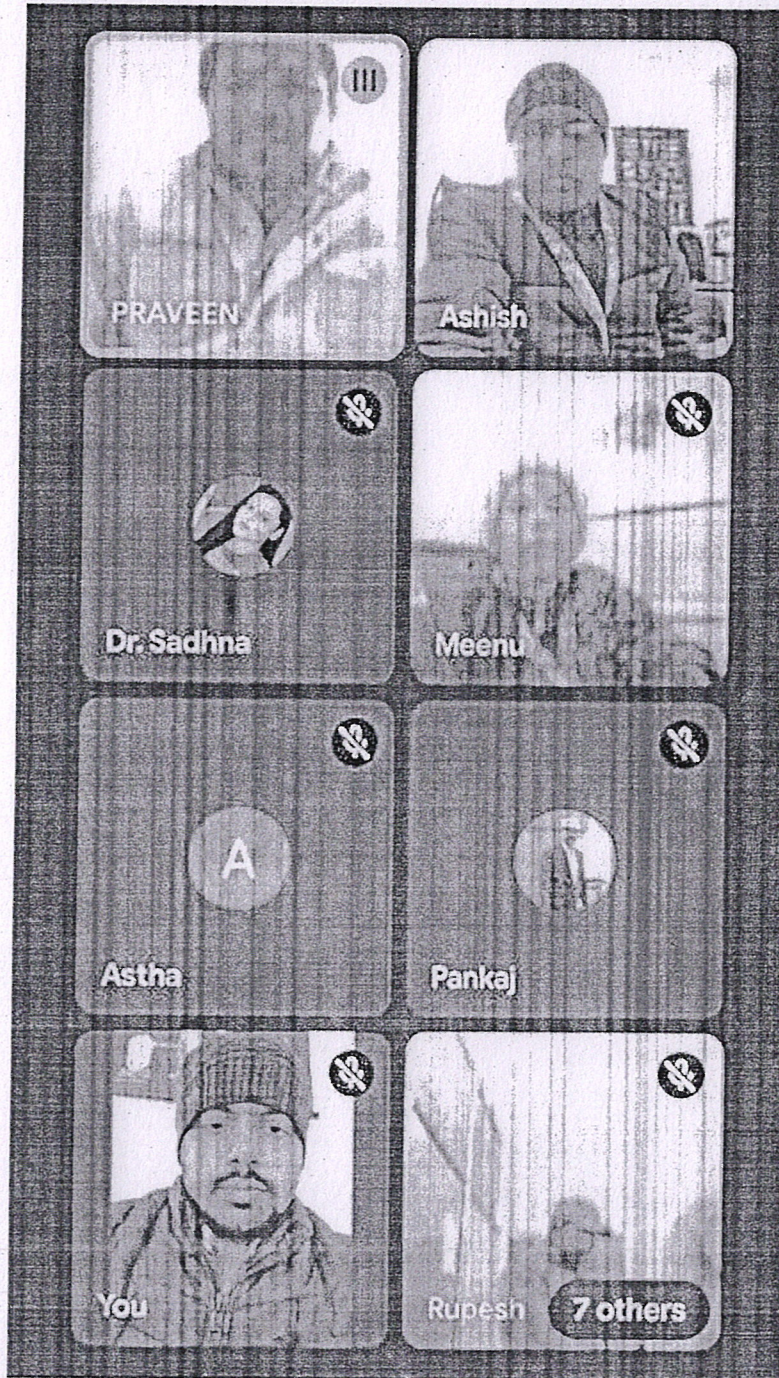 PRAVEEN
Ashish
Dr. Sadhna
Meenu
A
Astha
Pankaj
You
Rupesh
7 others